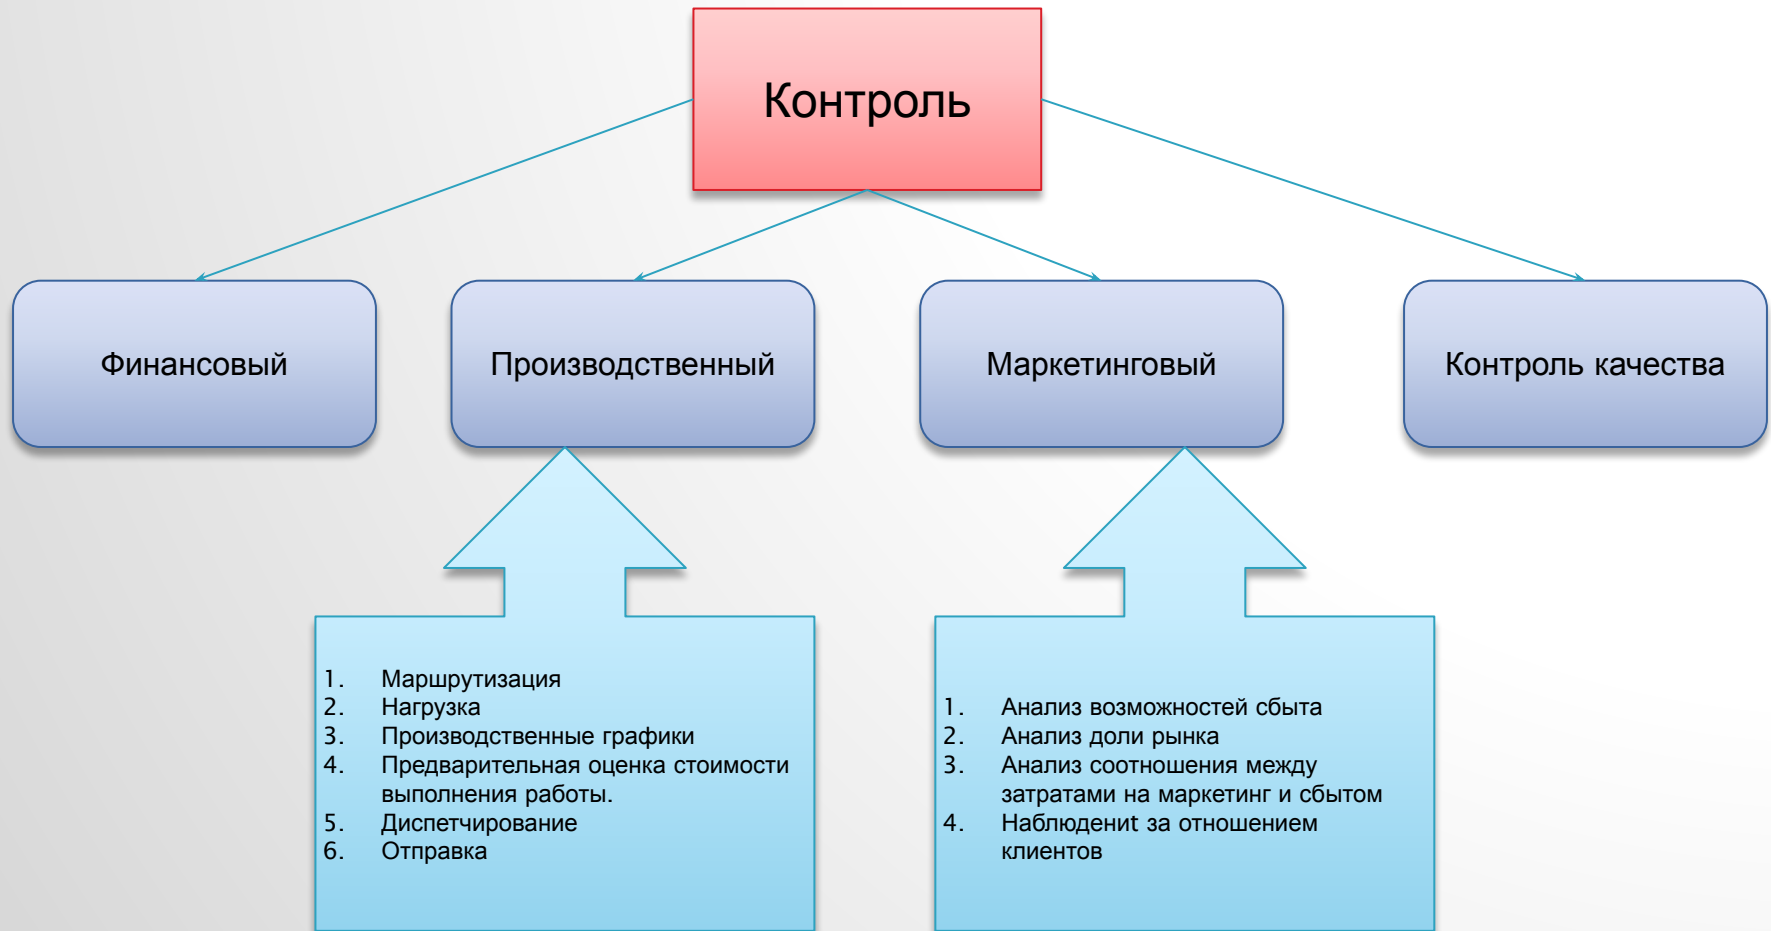 Контроль
Финансовый
Производственный
Маркетинговый
Контроль качества
1. Маршрутизация
2. Нагрузка
3. Производственные графики
4. Предварительная оценка стоимости
выполнения работы.
5. Диспетчирование
6. Отправка
1. Анализ возможностей сбыта
2. Анализ доли рынка
3. Анализ соотношения между
затратами на маркетинг и сбытом
4. Наблюдениt за отношением
клиентов